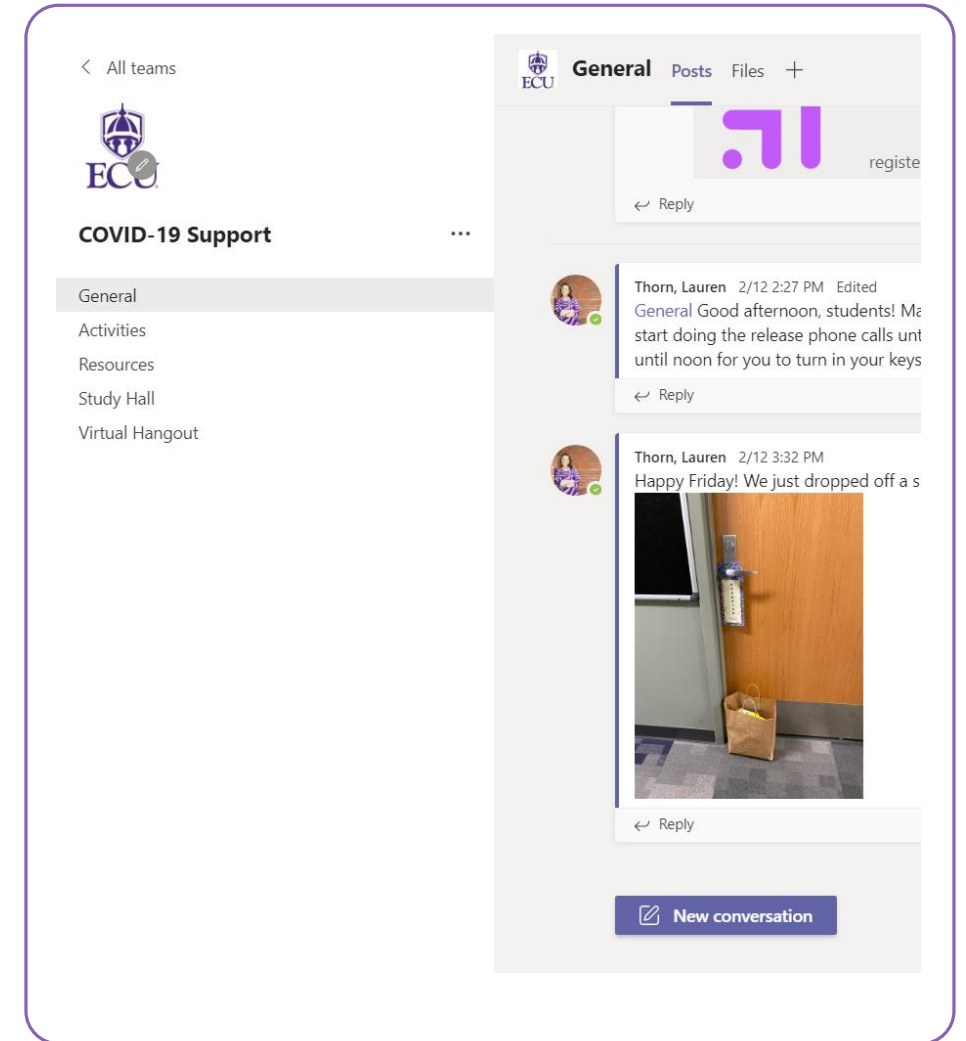 All teams
ECU
COVID-19 Support
General
Activities
Resources
Study Hall
Virtual Hangout
ECU
General Posts Files
registe
Reply
Thorn, Lauren 2/12 2:27 PM Edited
General Good afternoon, students! Ma
start doing the release phone calls unt
until noon for you to turn in your keys
Reply
Thorn, Lauren 2/12 3:32 PM
Happy Friday! We just dropped off a s
Reply
New conversation